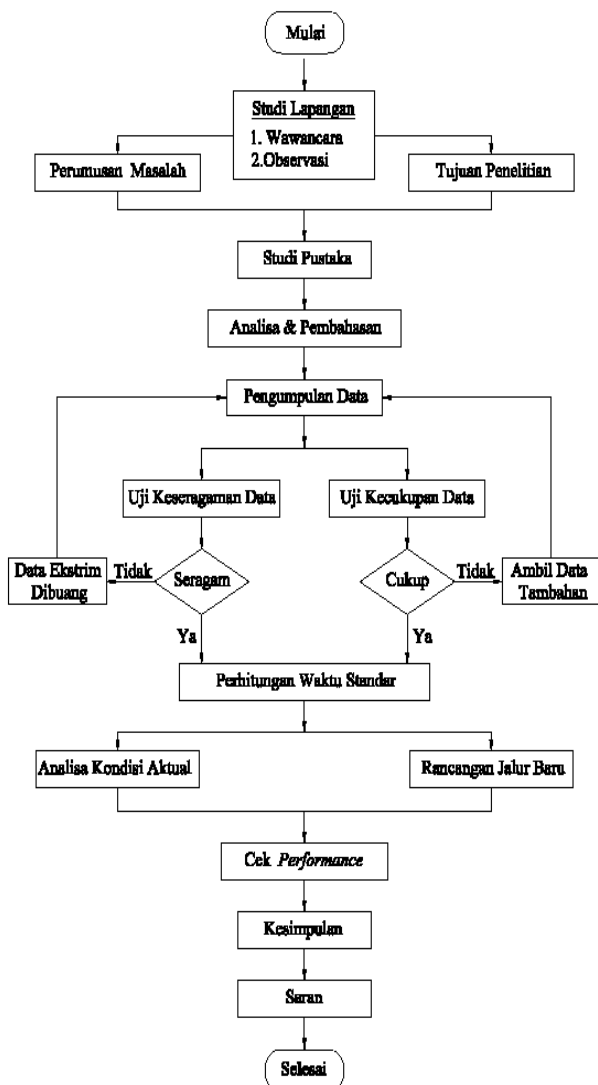 Mulai
Studi Lapangan
1. Wawancara
2.Observasi
Perumusan Masalah
Tujuan Penelitian
Studi Pustaka
Analisa & Pembahasan
Pengumpulan Data
Uji Keseragaman Data
Uji Kecukupan Data
Data Ekstrim
Dibuang
Tidak
Seragam
Cukup
Tidak
Ambil Data
Tambahan
Ya
Ya
Perhitungan Waktu Standar
Analisa Kondisi Aktual
Rancangan Jalur Baru
Cek Performance
Kesimpulan
Saran
Selesai